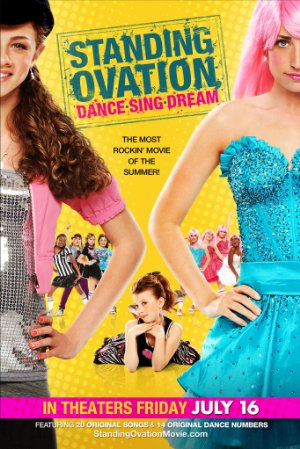 STANDING
OVATION
DANCE•SING•DREAM
THE MOST
ROCKIN' MOVIE
OF THE
SUMMER!
IN THEATERS FRIDAY JULY 16
FEATURING 20 ORIGINAL SONGS & 14 ORIGINAL DANCE NUMBERS
StandingOvationMovie.com